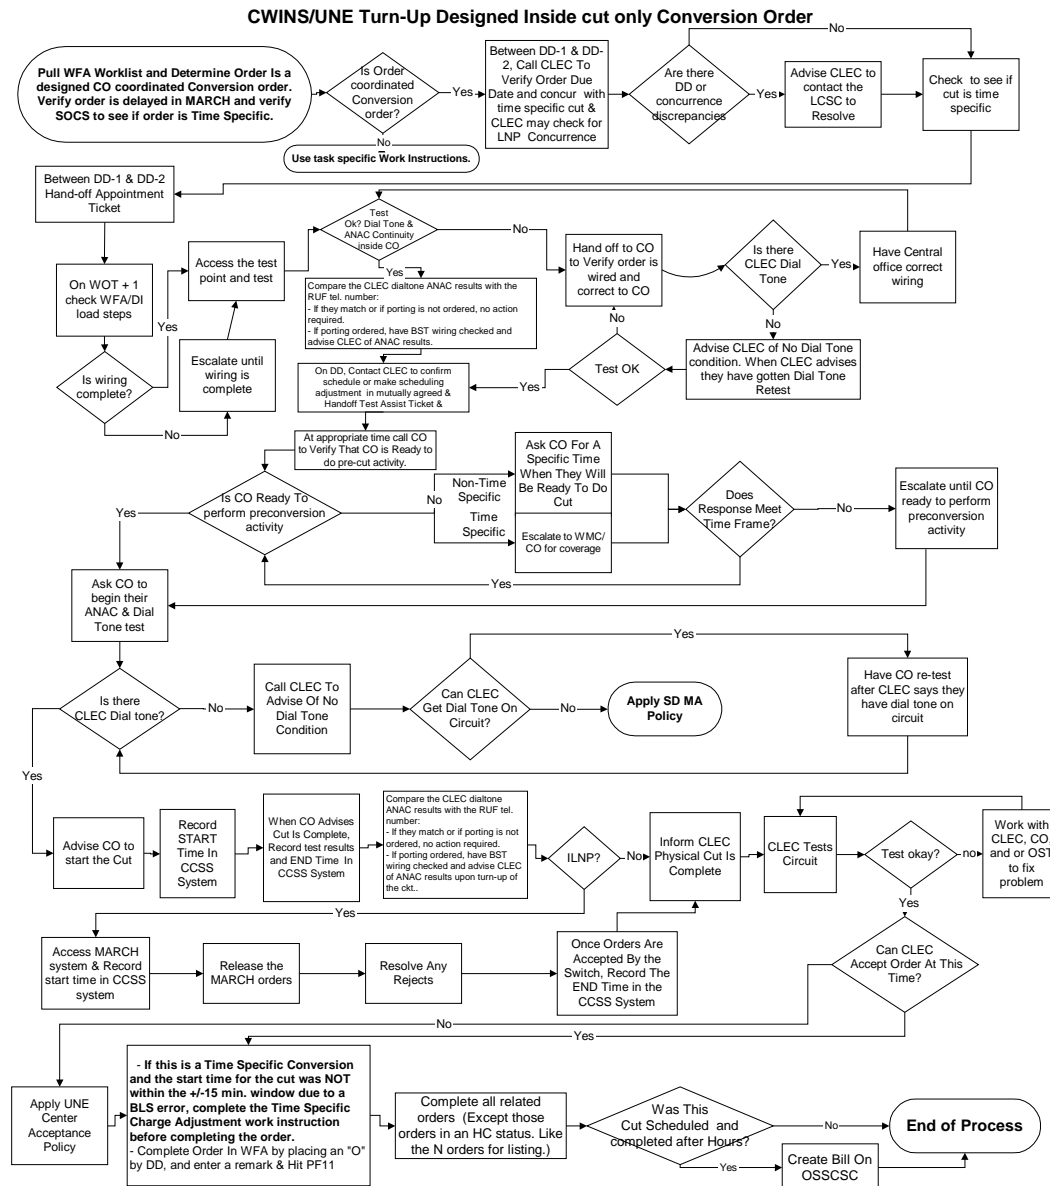 CWINS/UNE Turn-Up Designed Inside cut only Conversion Order
Pull WFA Worklist and Determine Order Is a
designed CO coordinated Conversion order.
Verify order is delayed in MARCH and verify
SOCS to see if order is Time Specific.
Is Order
coordinated
Conversion
order?
Yes
No
Use task specific Work Instructions.
Between DD-1 & DD-
2, Call CLEC To
Verify Order Due
Date and concur with
time specific cut &
CLEC may check for
LNP Concurrence
Are there
DD or
concurrence
discrepancies
No
Yes
Advise CLEC to
contact the
LCSC to
Resolve
Check to see if
cut is time
specific
Between DD-1 & DD-2
Hand-off Appointment
Ticket
On WOT + 1
check WFA/DI
load steps
Is wiring
complete?
Yes
No
Escalate until
wiring is
complete
Access the test
point and test
Test
Ok? Dial Tone &
ANAC Continuity
inside CO
No
Yes
Compare the CLEC dialtone ANAC results with the
RUF tel. number:
- If they match or if porting is not ordered, no action
required.
- If porting ordered, have BST wiring checked and
advise CLEC of ANAC results.
Hand off to CO
to Verify order is
wired and
correct to CO
Is there
CLEC Dial
Tone
Yes
Have Central
office correct
wiring
No
Advise CLEC of No Dial Tone
condition. When CLEC advises
they have gotten Dial Tone
Retest
Test OK
No
Yes
On DD, Contact CLEC to confirm
schedule or make scheduling
adjustment in mutually agreed &
Handoff Test Assist Ticket &
At appropriate time call CO
to Verify That CO is Ready to
do pre-cut activity.
Is CO Ready To
perform preconversion
activity
Yes
No
Non-Time
Specific
Time
Specific
Ask CO For A
Specific Time
When They Will
Be Ready To Do
Cut
Escalate to WMC/
CO for coverage
Does
Response Meet
Time Frame?
No
Yes
Escalate until CO
ready to perform
preconversion
activity
Ask CO to
begin their
ANAC & Dial
Tone test
Is there
CLEC Dial tone?
No
Yes
Call CLEC To
Advise Of No
Dial Tone
Condition
Can CLEC
Get Dial Tone On
Circuit?
Yes
No
Apply SD MA
Policy
Have CO re-test
after CLEC says they
have dial tone on
circuit
Advise CO to
start the Cut
Record
START
Time In
CCSS
System
When CO Advises
Cut Is Complete,
Record test results
and END Time In
CCSS System
Compare the CLEC dialtone
ANAC results with the RUF tel.
number:
- If they match or if porting is not
ordered, no action required.
- If porting ordered, have BST
wiring checked and advise CLEC
of ANAC results upon turn-up of
the ckt..
ILNP?
No
Yes
Inform CLEC
Physical Cut Is
Complete
CLEC Tests
Circuit
Test okay?
no
Yes
Work with
CLEC, CO,
and or OST
to fix
problem
Access MARCH
system & Record
start time in CCSS
system
Release the
MARCH orders
Resolve Any
Rejects
Once Orders Are
Accepted By the
Switch, Record The
END Time in the
CCSS System
Can CLEC
Accept Order At This
Time?
No
Yes
Apply UNE
Center
Acceptance
Policy
- If this is a Time Specific Conversion
and the start time for the cut was NOT
within the +/-15 min. window due to a
BLS error, complete the Time Specific
Charge Adjustment work instruction
before completing the order.
- Complete Order In WFA by placing an "O"
by DD, and enter a remark & Hit PF11
Complete all related
orders (Except those
orders in an HC status. Like
the N orders for listing.)
Was This
Cut Scheduled and
completed after Hours?
No
Yes
Create Bill On
OSSCSC
End of Process